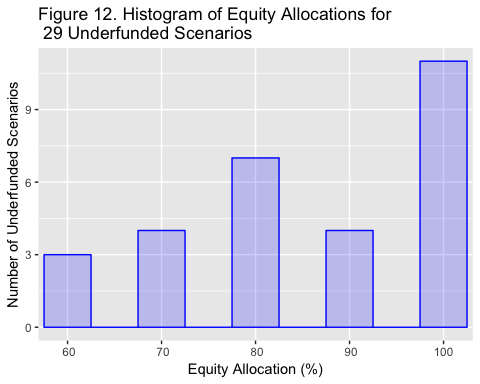 Figure 12. Histogram of Equity Allocations for
29 Underfunded Scenarios
Number of Underfunded Scenarios
9
6
3
0
60 70 80 90 100
Equity Allocation (%)